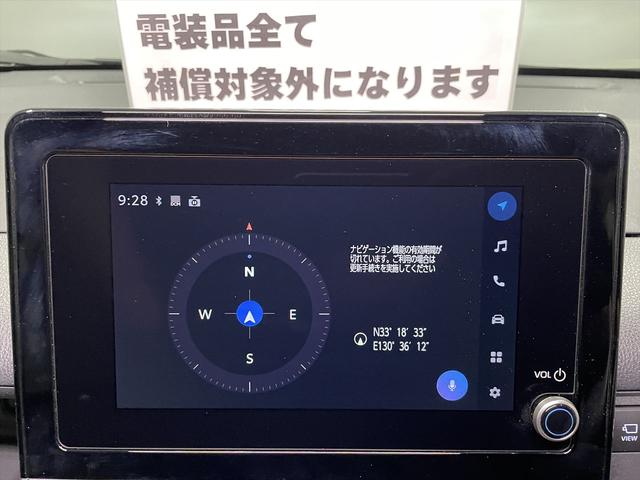 電装品全て
補償対象外になります
9:28
N
W E
S
ナビゲーション機能の有効期間が
切れています。ご利用の場合は
更新手続きを実施してください
N33° 18' 33"
E130° 36' 12"
VOL
VIEW